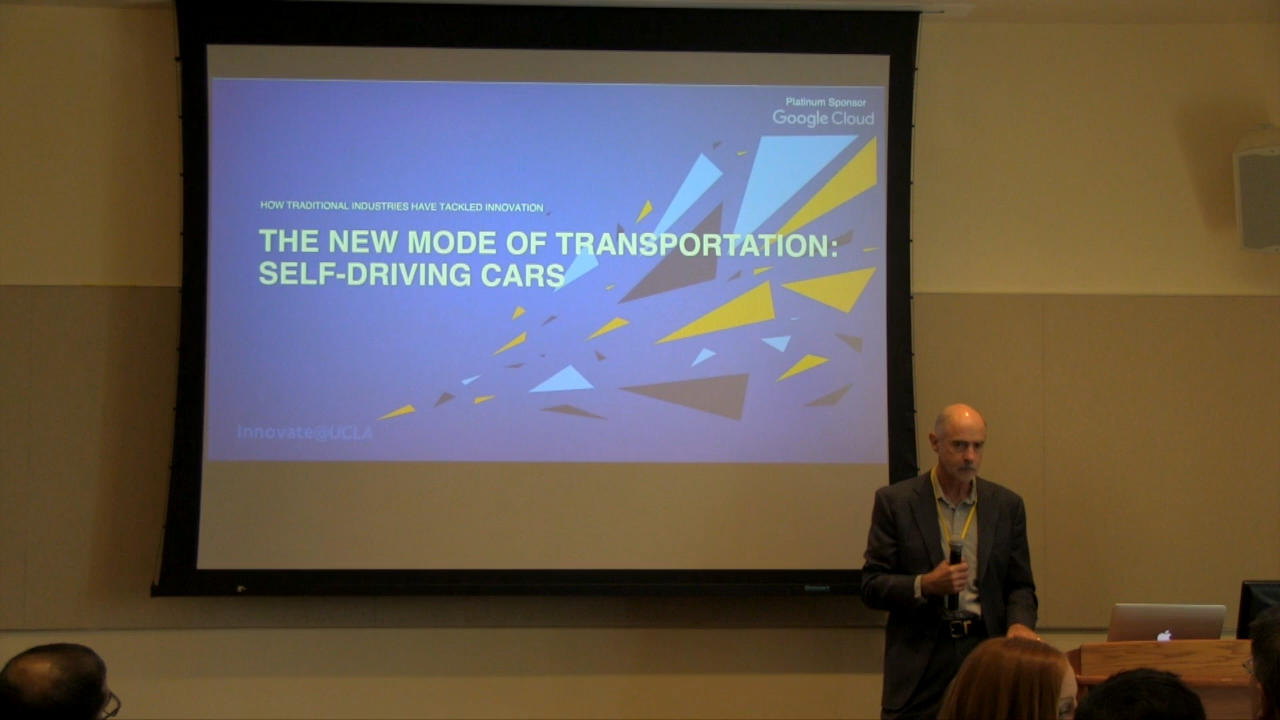 Platinum Sponsor
Google Cloud
HOW TRADITIONAL INDUSTRIES HAVE TACKLED INNOVATION
THE NEW MODE OF TRANSPORTATION:
SELF-DRIVING CARS
Innovate@UCLA